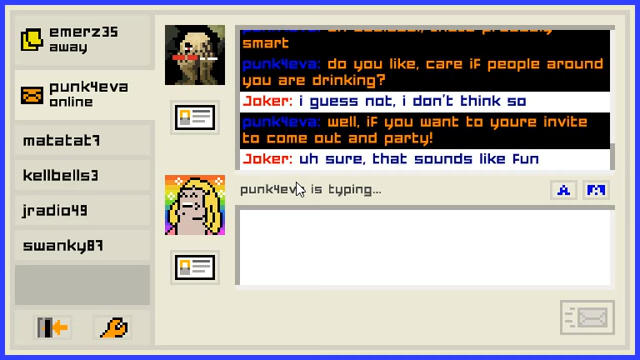 emerz35
away
punk4eva
online
matatat7
kellbells3
jradio49
swanky87
smart
punk4eva: do you like, care if people around
you are drinking?
Joker: i guess not, i don't think so
punk4eva: well, if you want to youre invite
to come out and party!
Joker: uh sure, that sounds like fun
punk4eva is typing...
A